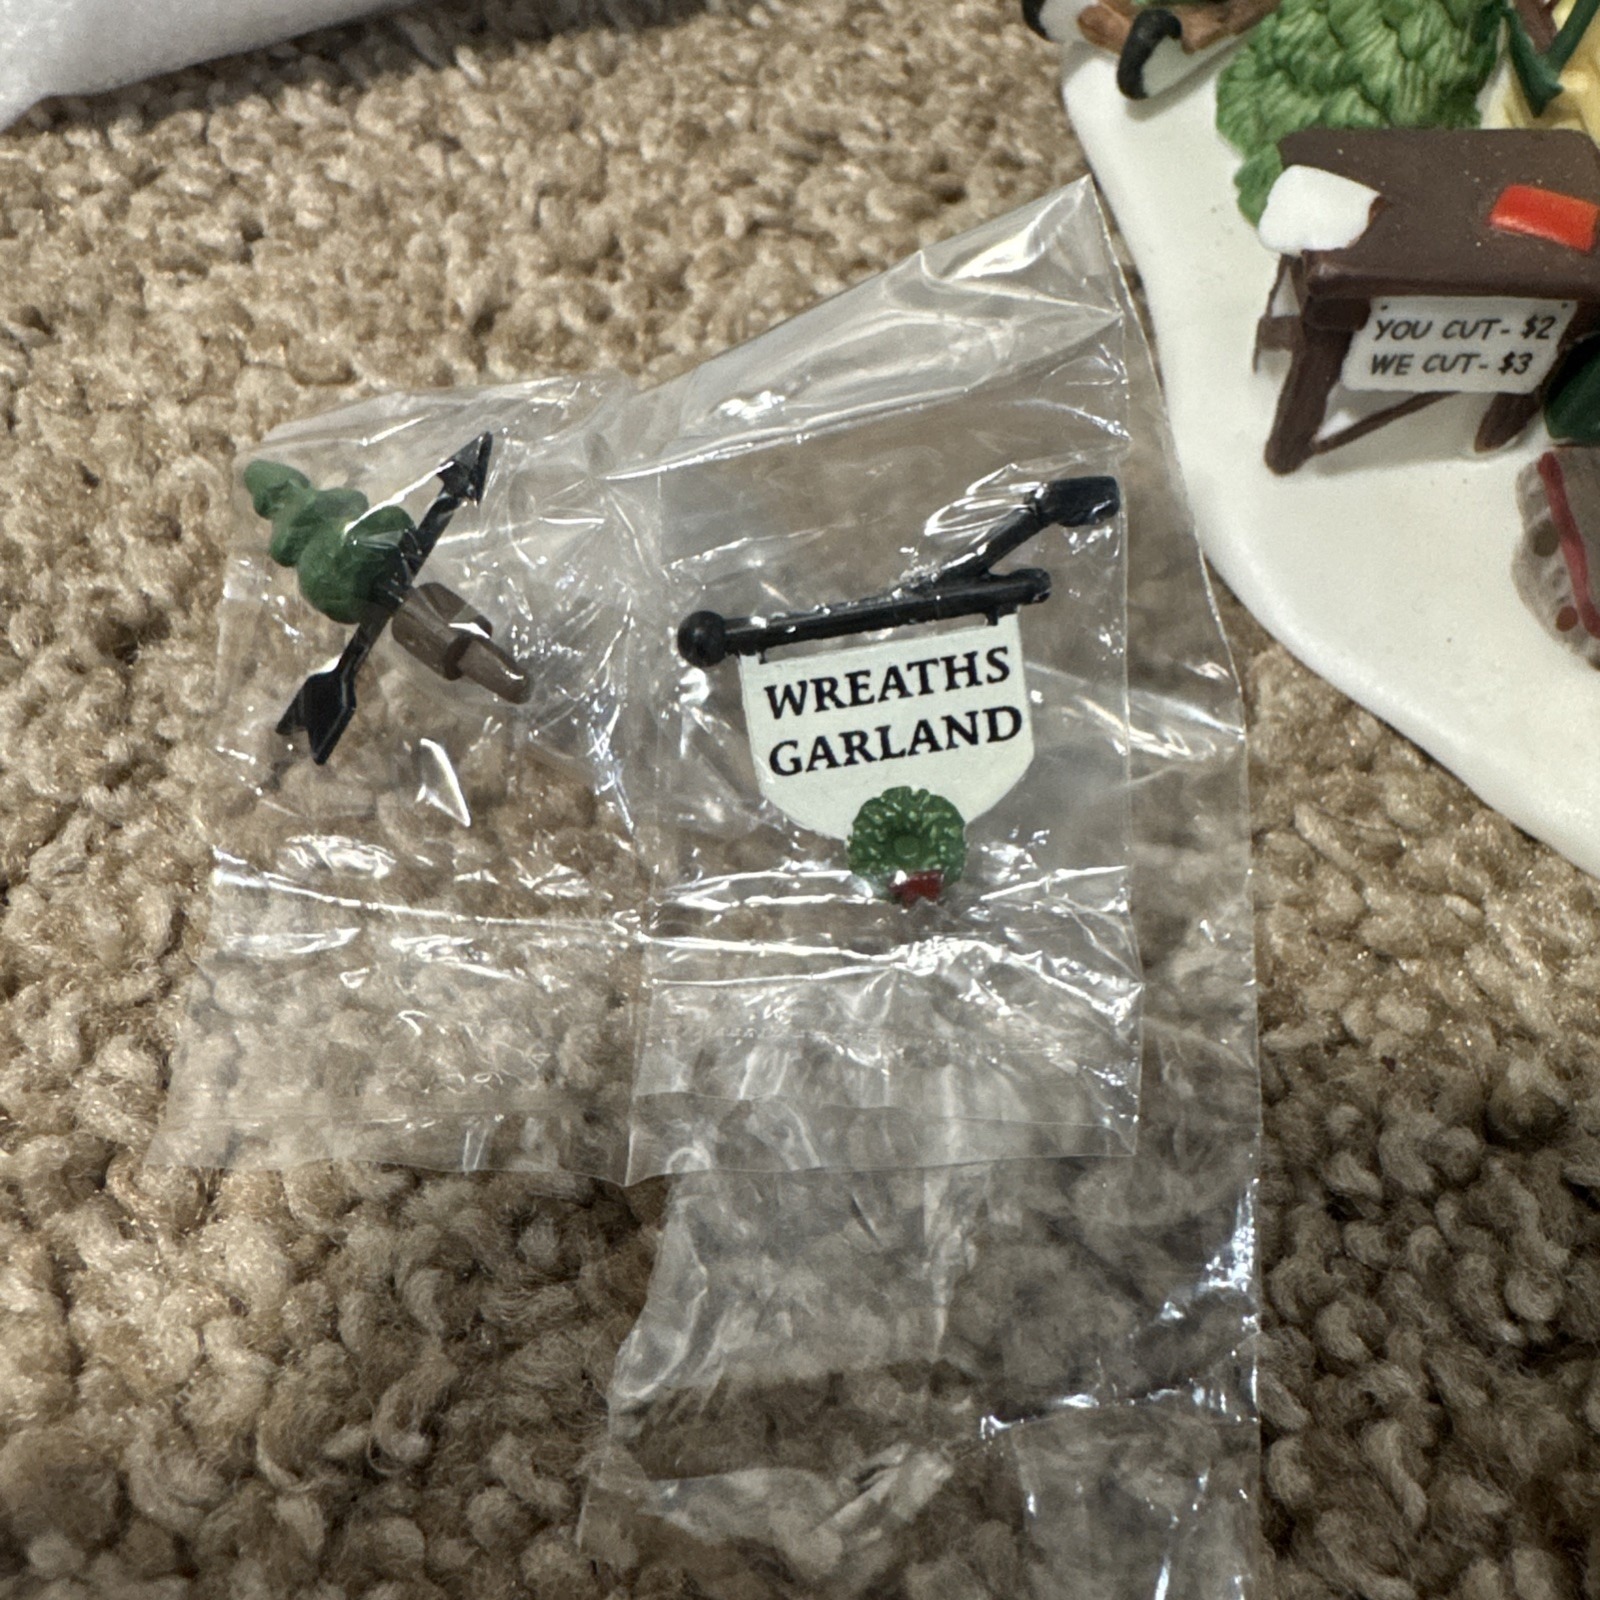 YOU CUT- $2
WE CUT- $3
WREATHS
GARLAND